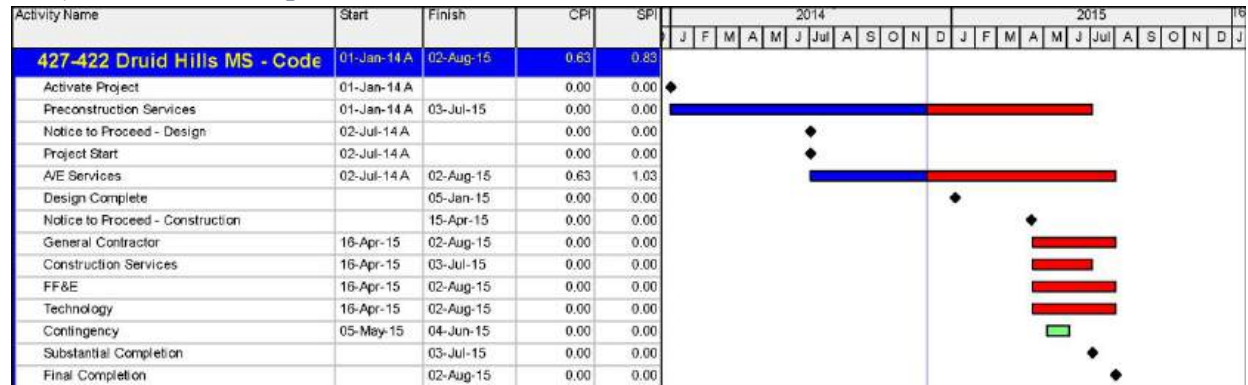 Activity Name Start Finish CPI SPI 2014 2015 16
J F M A M J Jul A S O N D J F M A M J Jul A S O N D J
427-422 Druid Hills MS - Code 01-Jan-14 A 02-Aug-15 0.63 0.83
Activate Project 01-Jan-14 A 0.00 0.00
Preconstruction Services 01-Jan-14 A 03-Jul-15 0.00 0.00
Notice to Proceed - Design 02-Jul-14 A 0.00 0.00
Project Start 02-Jul-14 A 0.00 0.00
A/E Services 02-Jul-14 A 02-Aug-15 0.63 1.03
Design Complete 05-Jan-15 0.00 0.00
Notice to Proceed - Construction 15-Apr-15 0.00 0.00
General Contractor 16-Apr-15 02-Aug-15 0.00 0.00
Construction Services 16-Apr-15 03-Jul-15 0.00 0.00
FF&E 16-Apr-15 02-Aug-15 0.00 0.00
Technology 16-Apr-15 02-Aug-15 0.00 0.00
Contingency 05-May-15 04-Jun-15 0.00 0.00
Substantial Completion 03-Jul-15 0.00 0.00
Final Completion 02-Aug-15 0.00 0.00